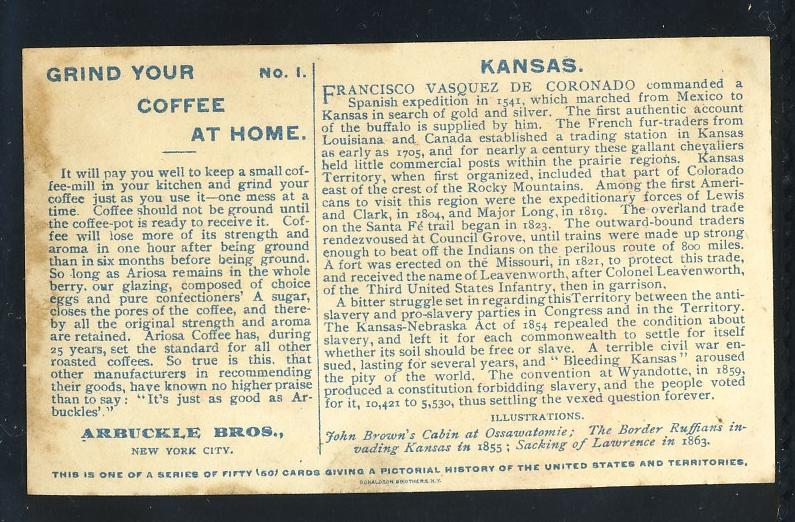 GRIND YOUR No. 1.
COFFEE
AT HOME.
It will pay you well to keep a small cof-
fee-mill in your kitchen and grind your
coffee just as you use it—one mess at a
time. Coffee should not be ground until
the coffee-pot is ready to receive it. Cof-
fee will lose more of its strength and
aroma in one hour after being ground
than in six months before being ground.
So long as Ariosa remains in the whole
berry, our glazing, composed of choice
eggs and pure confectioners' A sugar,
closes the pores of the coffee, and there-
by all the original strength and aroma
are retained. Ariosa Coffee has, during
25 years, set the standard for all other
roasted coffees. So true is this, that
other manufacturers in recommending
their goods, have known no higher praise
than to say: "It's just as good as Ar-
buckles'."
ARBUCKLE BROS.,
NEW YORK CITY.
KANSAS.
FRANCISCO VASQUEZ DE CORONADO commanded a
Spanish expedition in 1541, which marched from Mexico to
Kansas in search of gold and silver. The first authentic account
of the buffalo is supplied by him. The French fur-traders from
Louisiana and Canada established a trading station in Kansas
as early as 1705, and for nearly a century these gallant chevaliers
held little commercial posts within the prairie regions. Kansas
Territory, when first organized, included that part of Colorado
east of the crest of the Rocky Mountains. Among the first Ameri-
cans to visit this region were the expeditionary forces of Lewis
and Clark, in 1804, and Major Long, in 1819. The overland trade
on the Santa Fé trail began in 1823. The outward-bound traders
rendezvoused at Council Grove, until trains were made up strong
enough to beat off the Indians on the perilous route of 800 miles.
A fort was erected on the Missouri, in 1821, to protect this trade,
and received the name of Leavenworth, after Colonel Leavenworth,
of the Third United States Infantry, then in garrison.
A bitter struggle set in regarding this Territory between the anti-
slavery and pro-slavery parties in Congress and in the Territory.
The Kansas-Nebraska Act of 1854 repealed the condition about
slavery, and left it for each commonwealth to settle for itself
whether its soil should be free or slave. A terrible civil war en-
sued, lasting for several years, and "Bleeding Kansas" aroused
the pity of the world. The convention at Wyandotte, in 1859,
produced a constitution forbidding slavery, and the people voted
for it, 10,421 to 5,530, thus settling the vexed question forever.
ILLUSTRATIONS.
John Brown's Cabin at Ossawatomie; The Border Ruffians in-
vading Kansas in 1855; Sacking of Lawrence in 1863.
THIS IS ONE OF A SERIES OF FIFTY (50) CARDS GIVING A PICTORIAL HISTORY OF THE UNITED STATES AND TERRITORIES.
DONALDSON BROTHERS, N.Y.